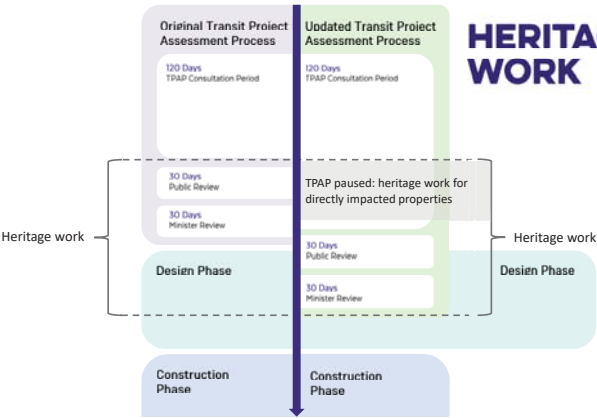 Original Transit Project
Assessment Process
Updated Transit Project
Assessment Process
HERITA
WORK
120 Days
TPAP Consultation Period
120 Days
TPAP Consultation Period
30 Days
Public Review
TPAP paused: heritage work for
directly impacted properties
30 Days
Minister Review
Heritage work
Heritage work
30 Days
Public Review
Design Phase
Design Phase
30 Days
Minister Review
Construction
Phase
Construction
Phase